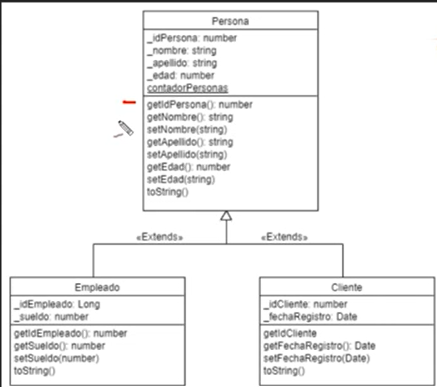 Persona
_idPersona: number
_nombre: string
_apellido: string
_edad: number
contadorPersonas
getIdPersona(): number
getNombre(): string
setNombre(string)
getApellido(): string
setApellido(string)
getEdad(): number
setEdad(string)
toString()
«Extends»
«Extends»
Empleado
_idEmpleado: Long
_sueldo: number
getIdEmpleado(): number
getSueldo(): number
setSueldo(number)
toString()
Cliente
_idCliente: number
_fechaRegistro: Date
getIdCliente
getFechaRegistro(): Date
setFechaRegistro(Date)
toString()